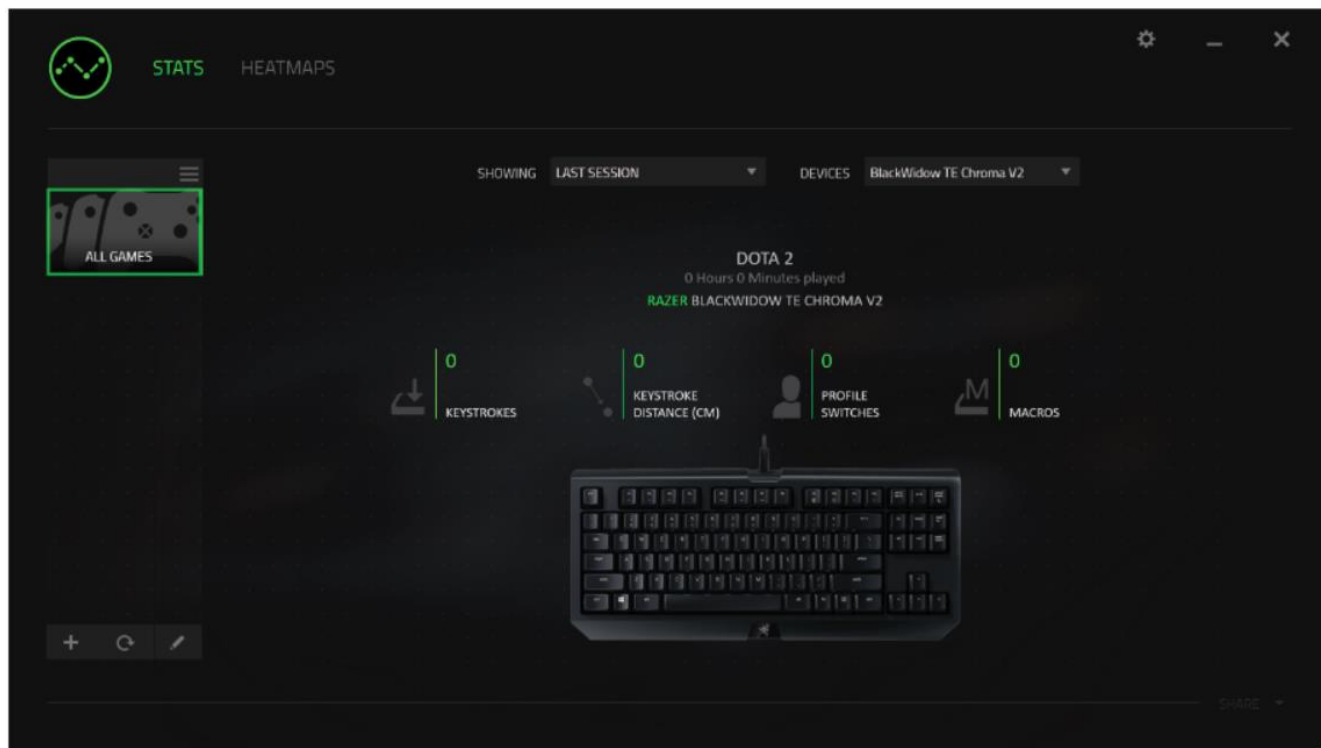 STATS HEATMAPS
SHOWING LAST SESSION DEVICES BlackWidow TE Chroma V2
ALL GAMES
DOTA 2
0 Hours 0 Minutes played
RAZER BLACKWIDOW TE CHROMA V2
0
KEYSTROKES
0
KEYSTROKE
DISTANCE (CM)
0
PROFILE
SWITCHES
M
0
MACROS
SHARE